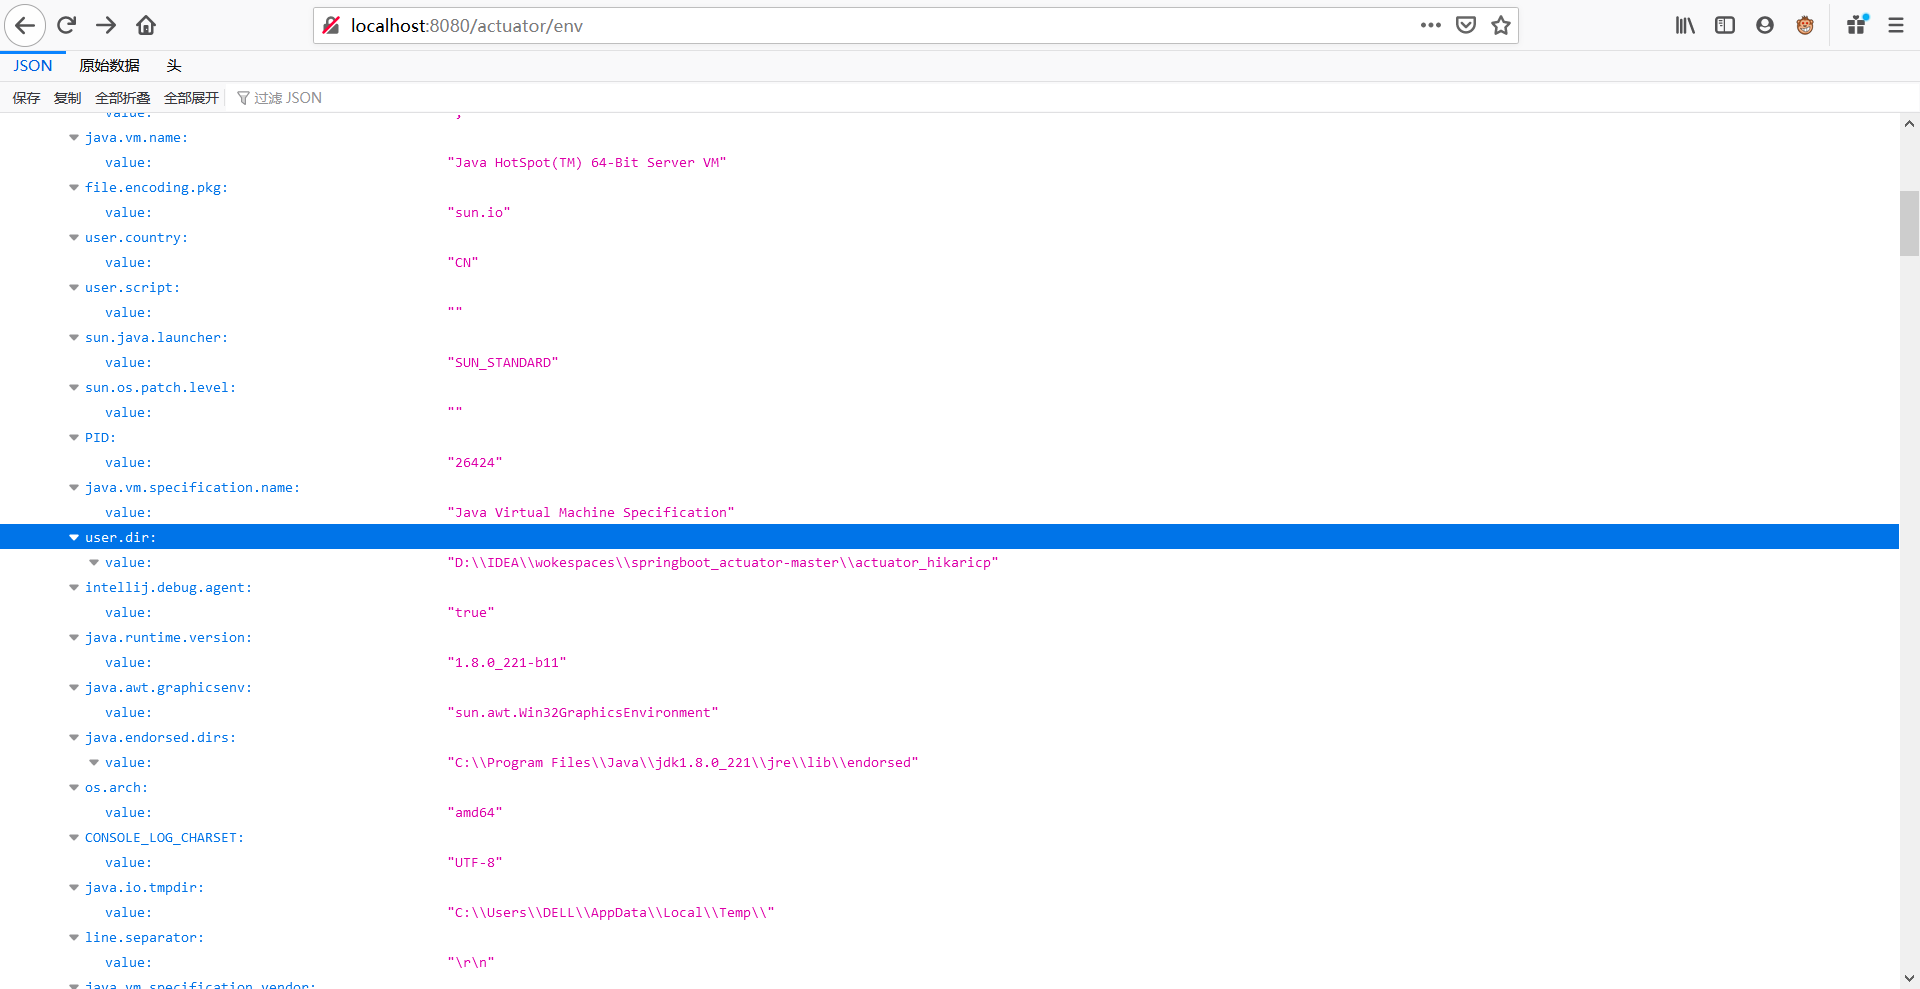 localhost:8080/actuator/env
JSON 原始数据 头
保存 复制 全部折叠 全部展开 过滤 JSON
value:
java.vm.name:
value: "Java HotSpot(TM) 64-Bit Server VM"
file.encoding.pkg:
value: "sun.io"
user.country:
value: "CN"
user.script:
value: ""
sun.java.launcher:
value: "SUN_STANDARD"
sun.os.patch.level:
value: ""
PID:
value: "26424"
java.vm.specification.name:
value: "Java Virtual Machine Specification"
user.dir:
value: "D:\\IDEA\\wokespaces\\springboot_actuator-master\\actuator_hikaricp"
intellij.debug.agent:
value: "true"
java.runtime.version:
value: "1.8.0_221-b11"
java.awt.graphicsenv:
value: "sun.awt.Win32GraphicsEnvironment"
java.endorsed.dirs:
value: "C:\\Program Files\\Java\\jdk1.8.0_221\\jre\\lib\\endorsed"
os.arch:
value: "amd64"
CONSOLE_LOG_CHARSET:
value: "UTF-8"
java.io.tmpdir:
value: "C:\\Users\\DELL\\AppData\\Local\\Temp\\"
line.separator:
value: "\r\n"
java.vm.specification.vendor: